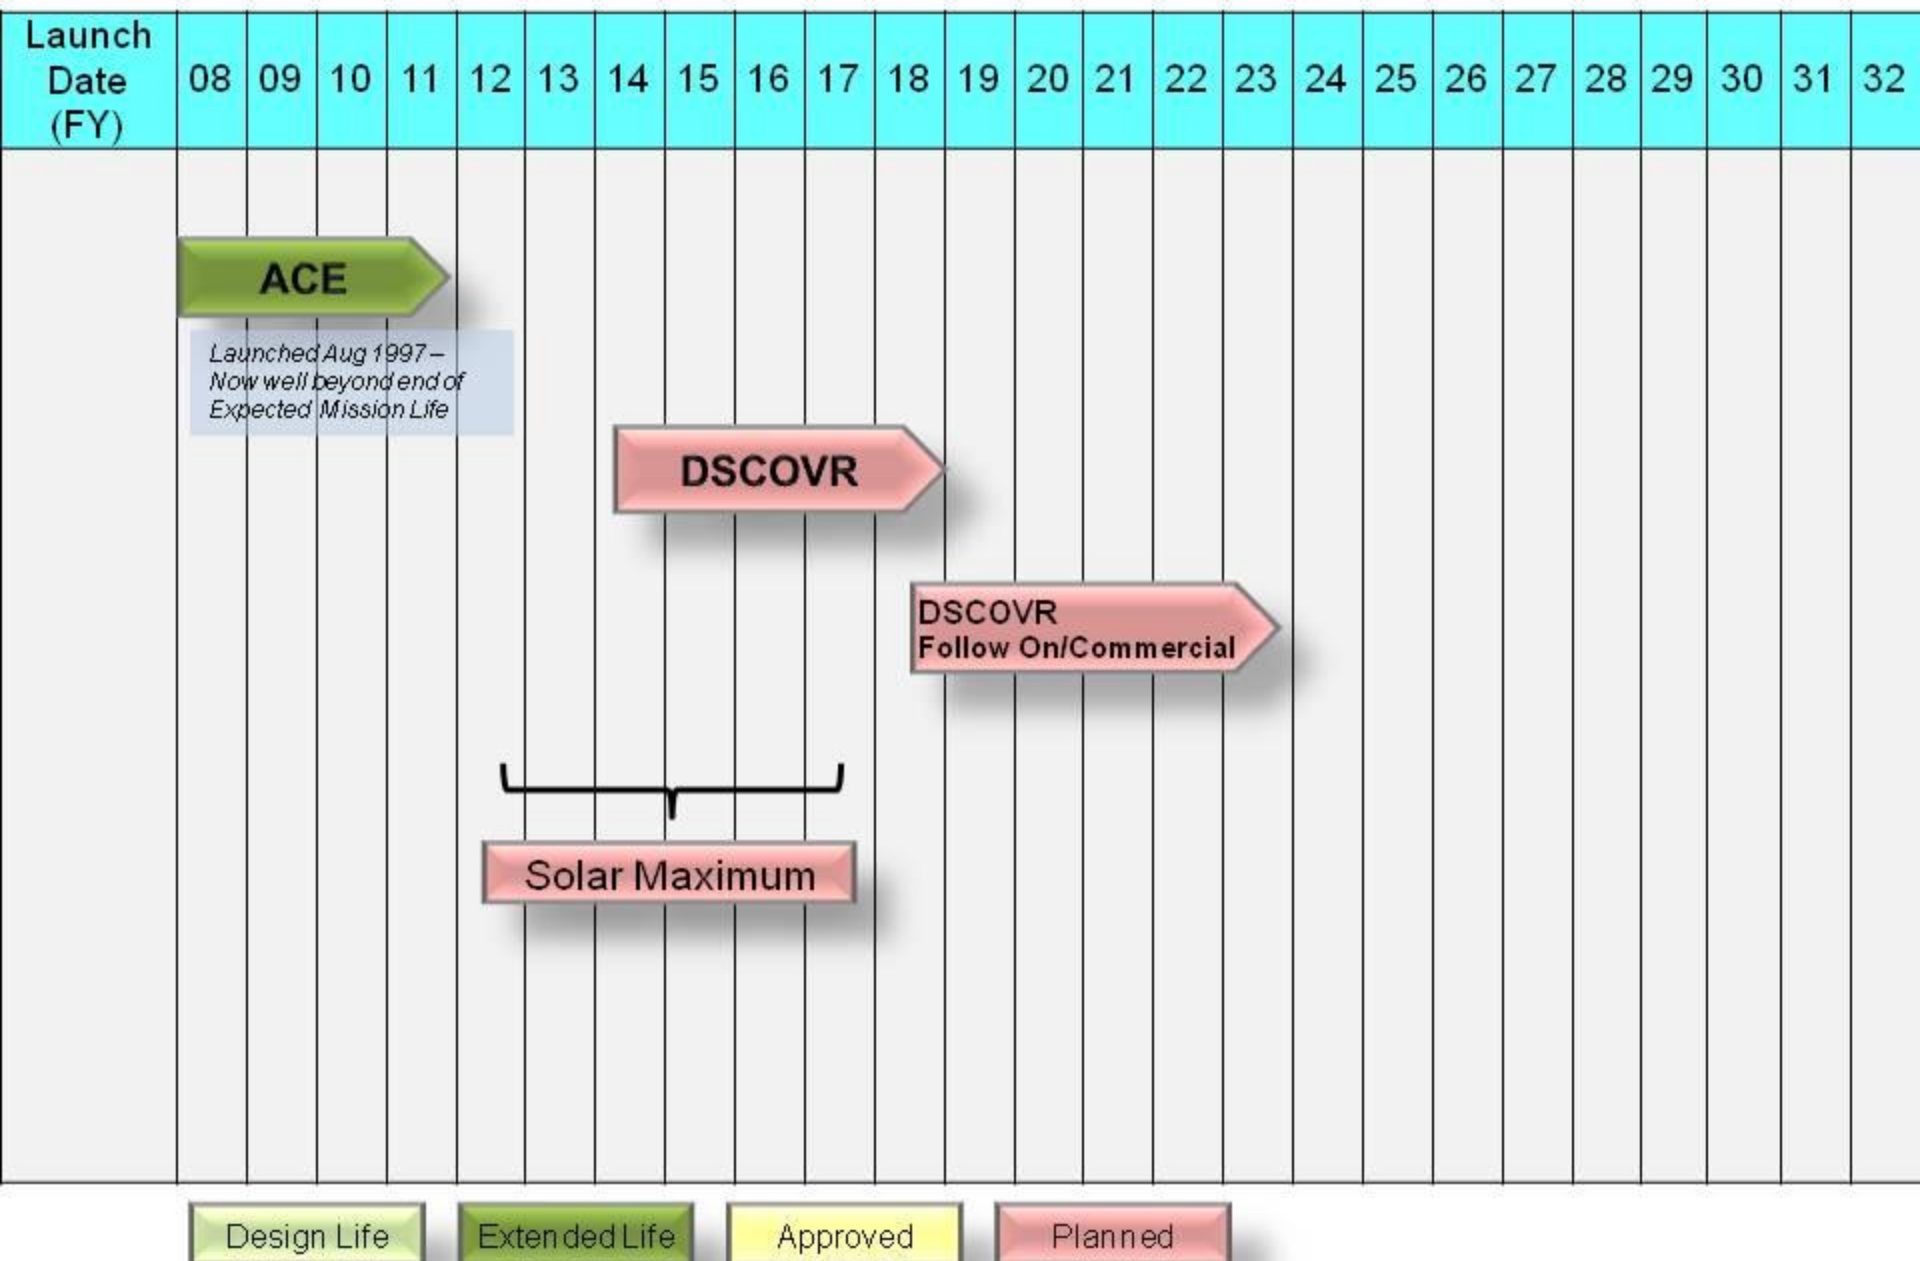 Launch
Date
(FY)
08 09 10 11 12 13 14 15 16 17 18 19 20 21 22 23 24 25 26 27 28 29 30 31 32
ACE
Launched Aug 1997 –
Now well beyond end of
Expected Mission Life
DSCOVR
DSCOVR
Follow On/Commercial
Solar Maximum
Design Life Extended Life Approved Planned